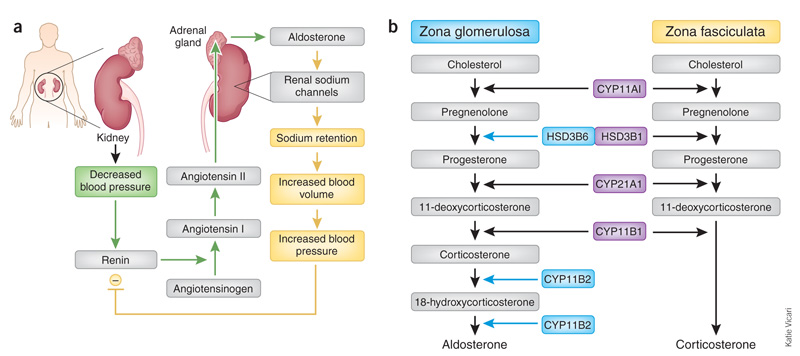 a
Adrenal
gland
Aldosterone
Renal sodium
channels
Kidney
Sodium retention
Decreased
blood pressure
Angiotensin II
Increased blood
volume
Angiotensin I
Increased blood
pressure
Renin
−
Angiotensinogen
b
Zona glomerulosa
Zona fasciculata
Cholesterol
Cholesterol
CYP11AI
Pregnenolone
Pregnenolone
HSD3B6
HSD3B1
Progesterone
Progesterone
CYP21A1
11-deoxycorticosterone
11-deoxycorticosterone
CYP11B1
Corticosterone
CYP11B2
18-hydroxycorticosterone
CYP11B2
Aldosterone
Corticosterone
Katie Vicari